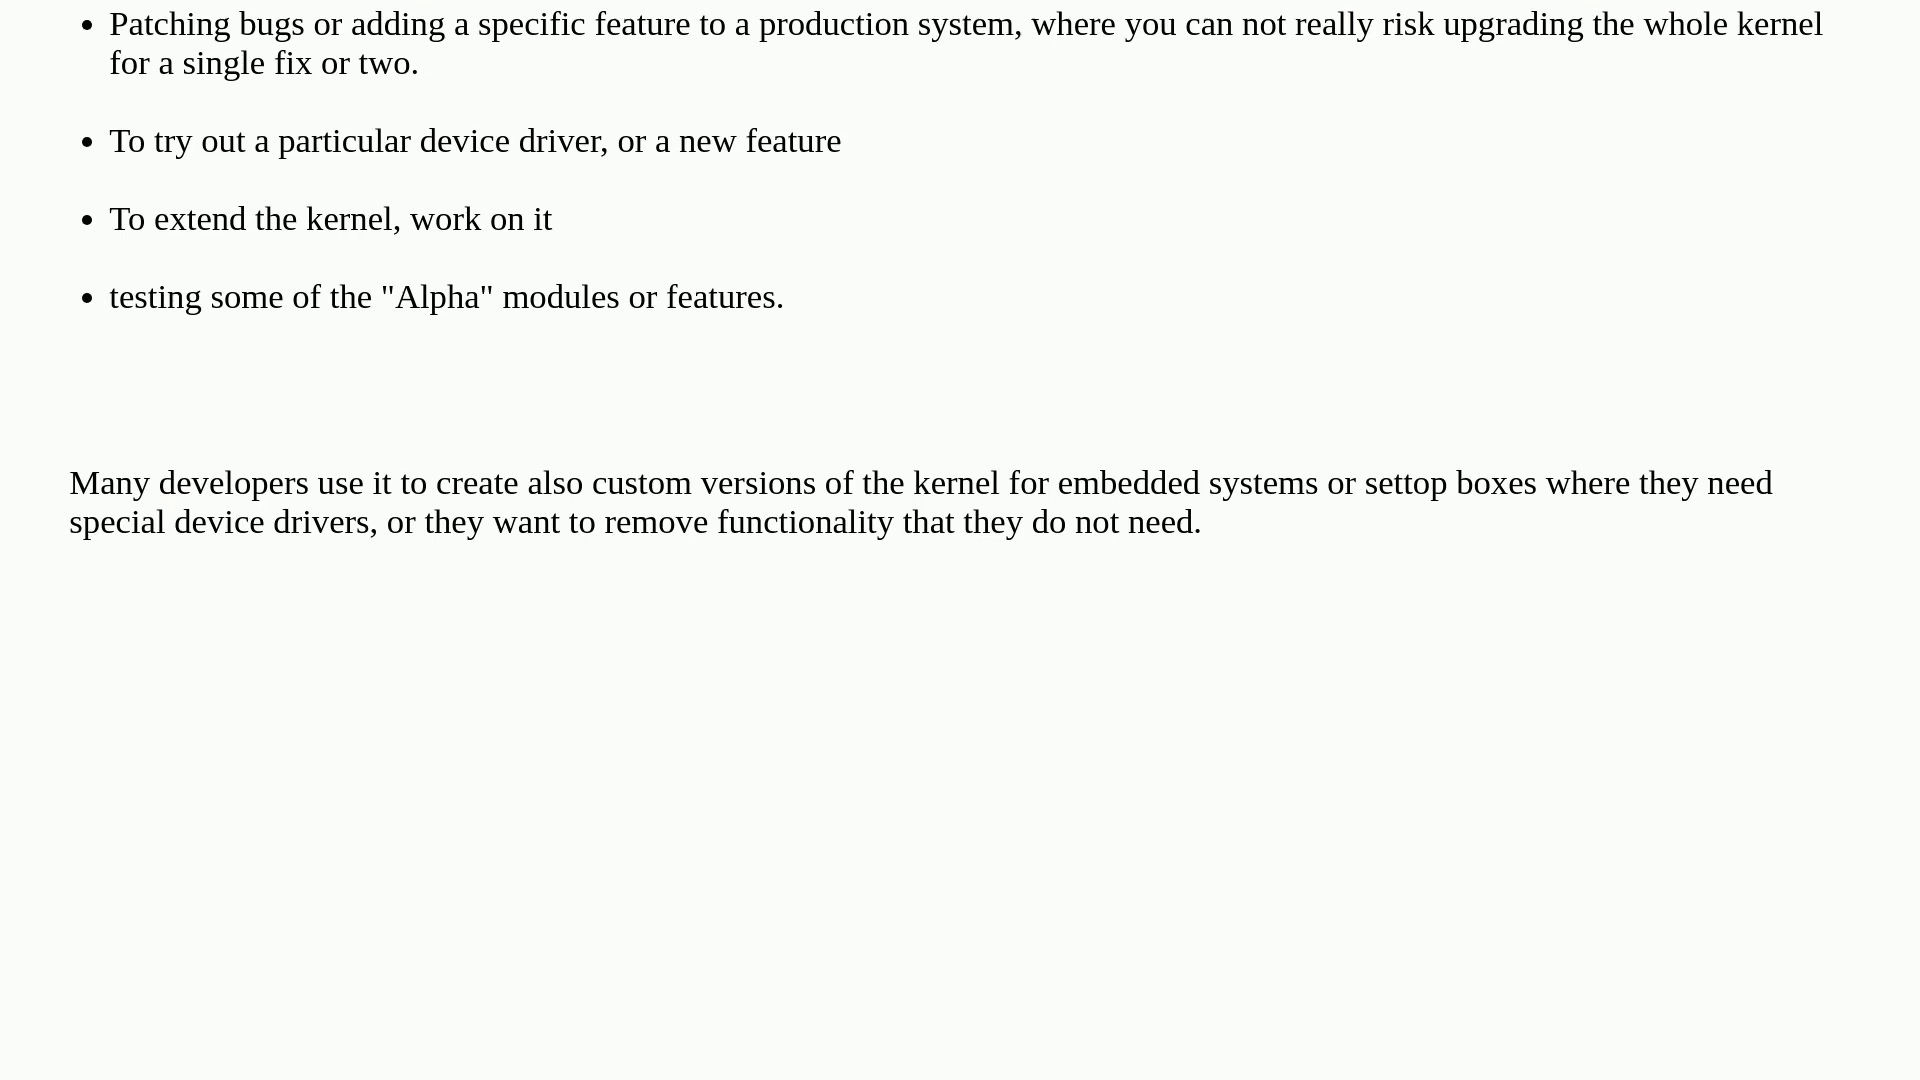 • Patching bugs or adding a specific feature to a production system, where you can not really risk upgrading the whole kernel
for a single fix or two.
• To try out a particular device driver, or a new feature
• To extend the kernel, work on it
• testing some of the "Alpha" modules or features.
Many developers use it to create also custom versions of the kernel for embedded systems or settop boxes where they need
special device drivers, or they want to remove functionality that they do not need.